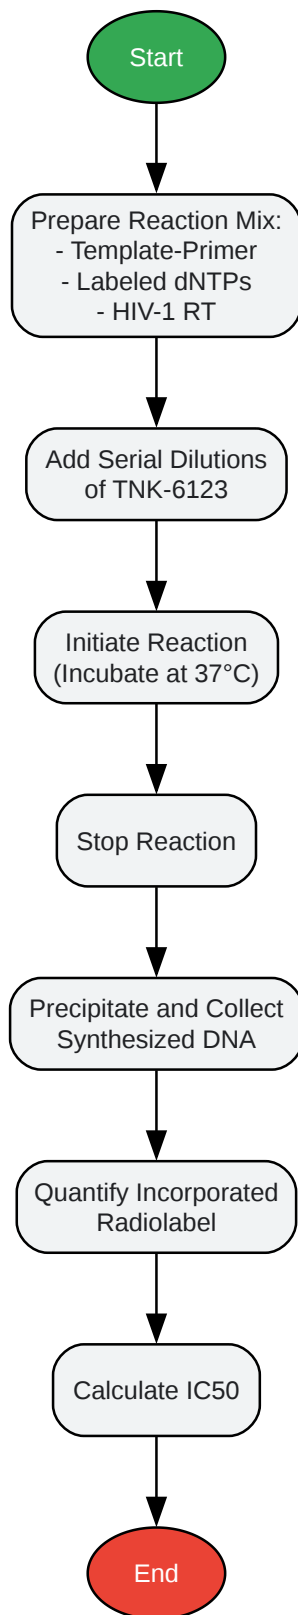 Start
Prepare Reaction Mix:
- Template-Primer
- Labeled dNTPs
- HIV-1 RT
Add Serial Dilutions
of TNK-6123
Initiate Reaction
(Incubate at 37°C)
Stop Reaction
Precipitate and Collect
Synthesized DNA
Quantify Incorporated
Radiolabel
Calculate IC50
End